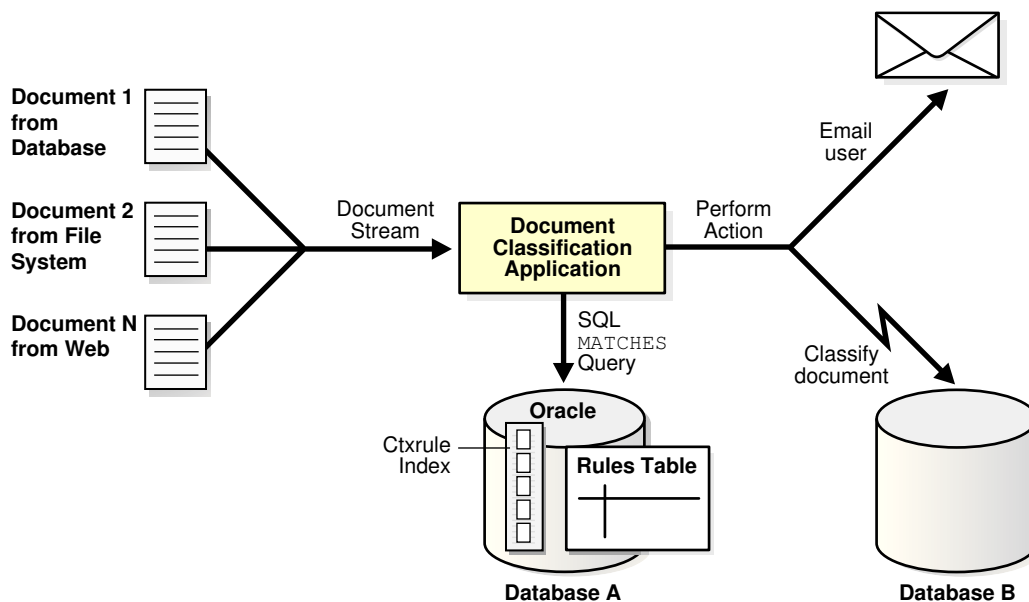 Document 1
from
Database
Document 2
from File
System
Document N
from Web
Document
Stream
Document
Classification
Application
Perform
Action
Email
user
SQL
MATCHES
Query
Classify
document
Oracle
Ctxrule
Index
Rules Table
Database A
Database B